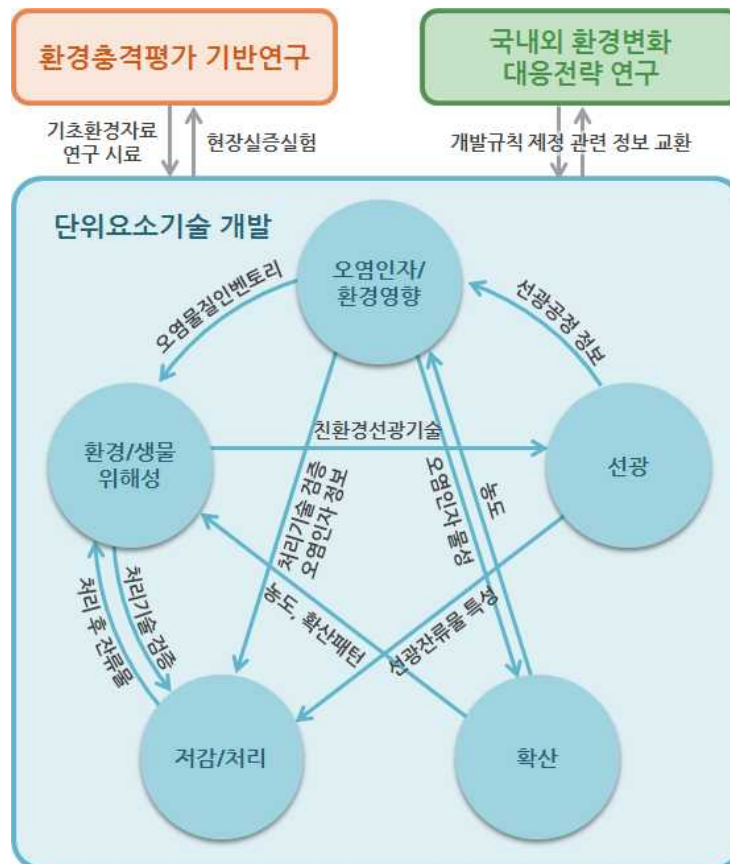 환경충격평가 기반연구
국내외 환경변화
대응전략 연구
기초환경자료
연구 시료
현장실증실험
개발규칙 제정 관련 정보 교환
단위요소기술 개발
오염인자/
환경영향
오염물질인벤토리
선광공정 정보
환경/생물
위해성
친환경선광기술
선광
처리기술 검증
오염인자 정보
오염인자 물성
농도
처리 후 잔류물
처리기술 검증
농도, 확산패턴
선광잔류물 특성
저감/처리
확산